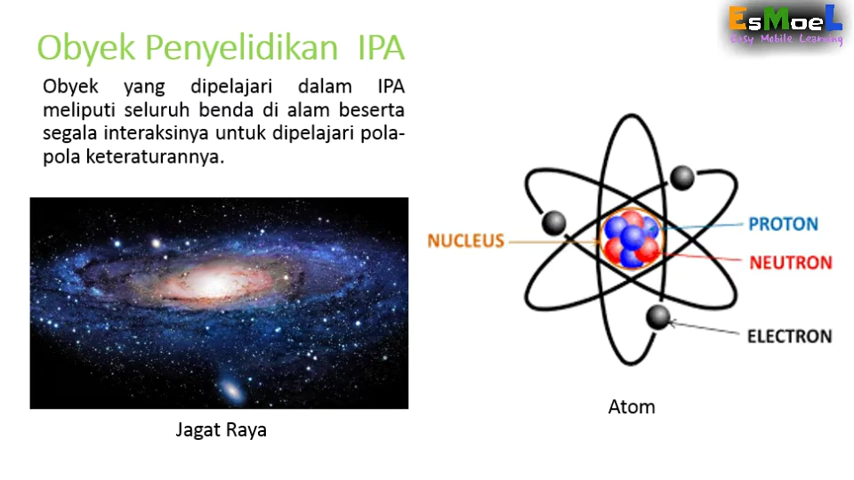 EsMoeL
Easy Mobile Learning
Obyek Penyelidikan IPA
Obyek yang dipelajari dalam IPA
meliputi seluruh benda di alam beserta
segala interaksinya untuk dipelajari pola-
pola keteraturannya.
NUCLEUS
PROTON
NEUTRON
ELECTRON
Atom
Jagat Raya